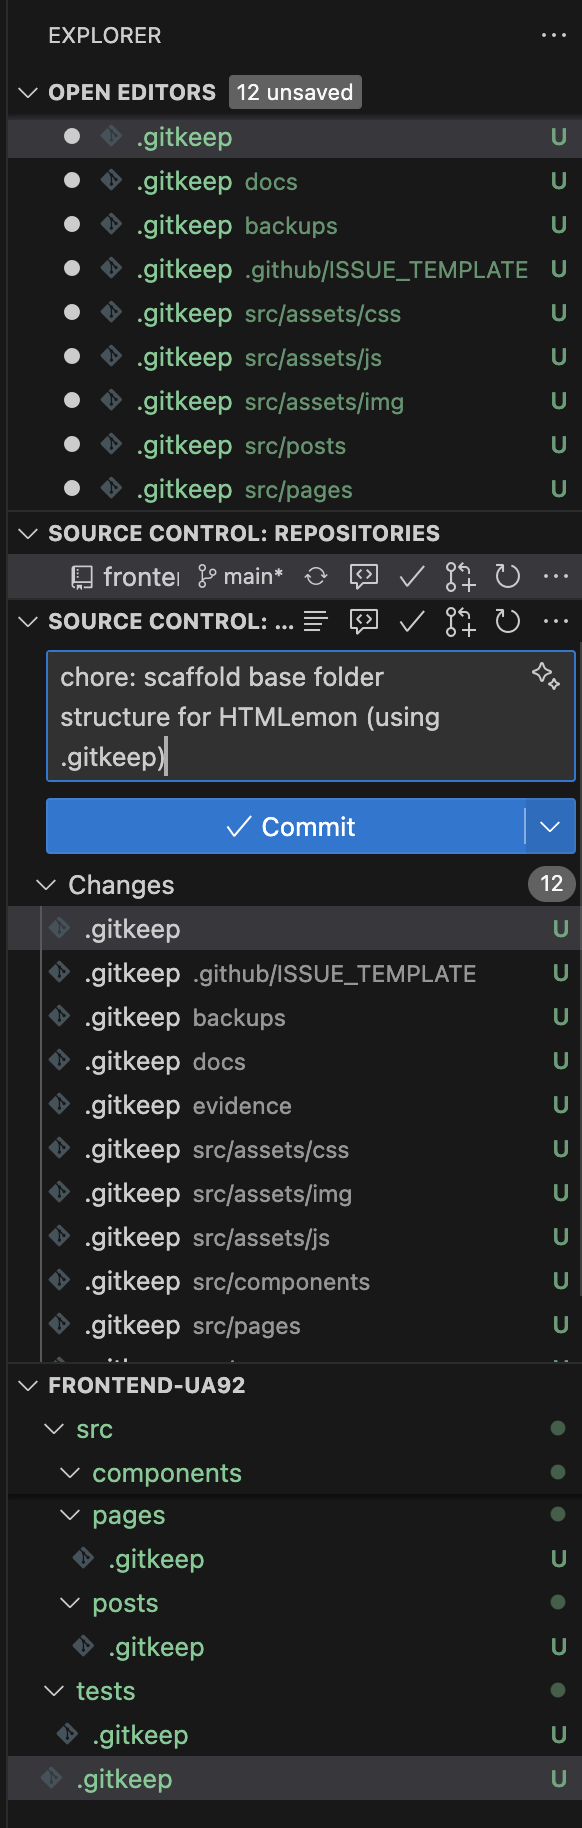 EXPLORER
OPEN EDITORS 12 unsaved
.gitkeep U
.gitkeep docs U
.gitkeep backups U
.gitkeep .github/ISSUE_TEMPLATE U
.gitkeep src/assets/css U
.gitkeep src/assets/js U
.gitkeep src/assets/img U
.gitkeep src/posts U
.gitkeep src/pages U
SOURCE CONTROL: REPOSITORIES
main*
SOURCE CONTROL: ...
chore: scaffold base folder
structure for HTMLemon (using
.gitkeep)
Commit
Changes 12
.gitkeep U
.gitkeep .github/ISSUE_TEMPLATE U
.gitkeep backups U
.gitkeep docs U
.gitkeep evidence U
.gitkeep src/assets/css U
.gitkeep src/assets/img U
.gitkeep src/assets/js U
.gitkeep src/components U
.gitkeep src/pages U
FRONTEND-UA92
src
components
pages
.gitkeep U
posts
.gitkeep U
tests
.gitkeep U
.gitkeep U